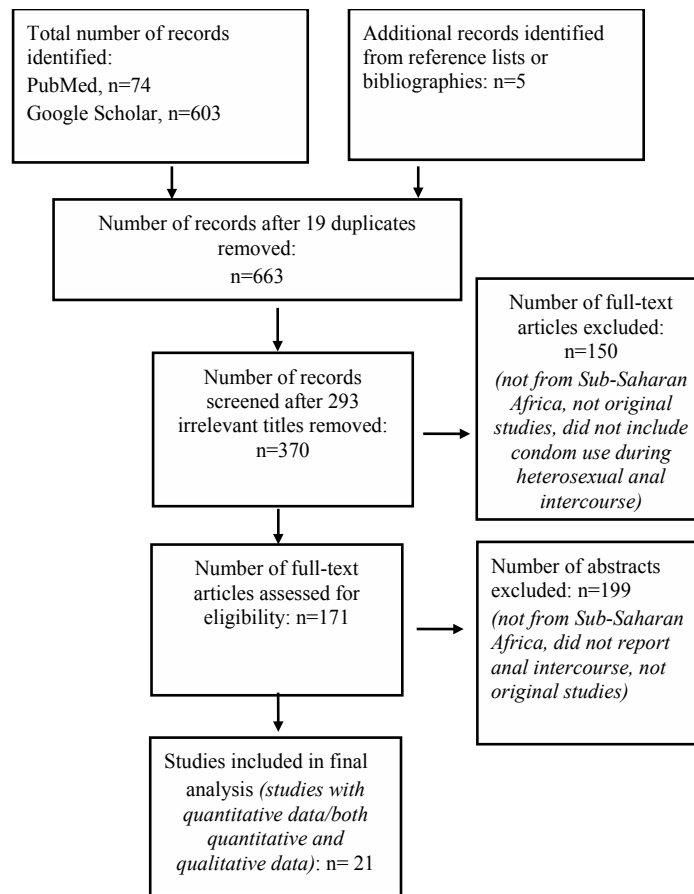 Total number of records
identified:
PubMed, n=74
Google Scholar, n=603
Additional records identified
from reference lists or
bibliographies: n=5
Number of records after 19 duplicates
removed:
n=663
Number of full-text
articles excluded:
n=150
(not from Sub-Saharan
Africa, not original
studies, did not include
condom use during
heterosexual anal
intercourse)
Number of records
screened after 293
irrelevant titles removed:
n=370
Number of full-text
articles assessed for
eligibility: n=171
Number of abstracts
excluded: n=199
(not from Sub-Saharan
Africa, did not report
anal intercourse, not
original studies)
Studies included in final
analysis (studies with
quantitative data/both
quantitative and
qualitative data): n= 21